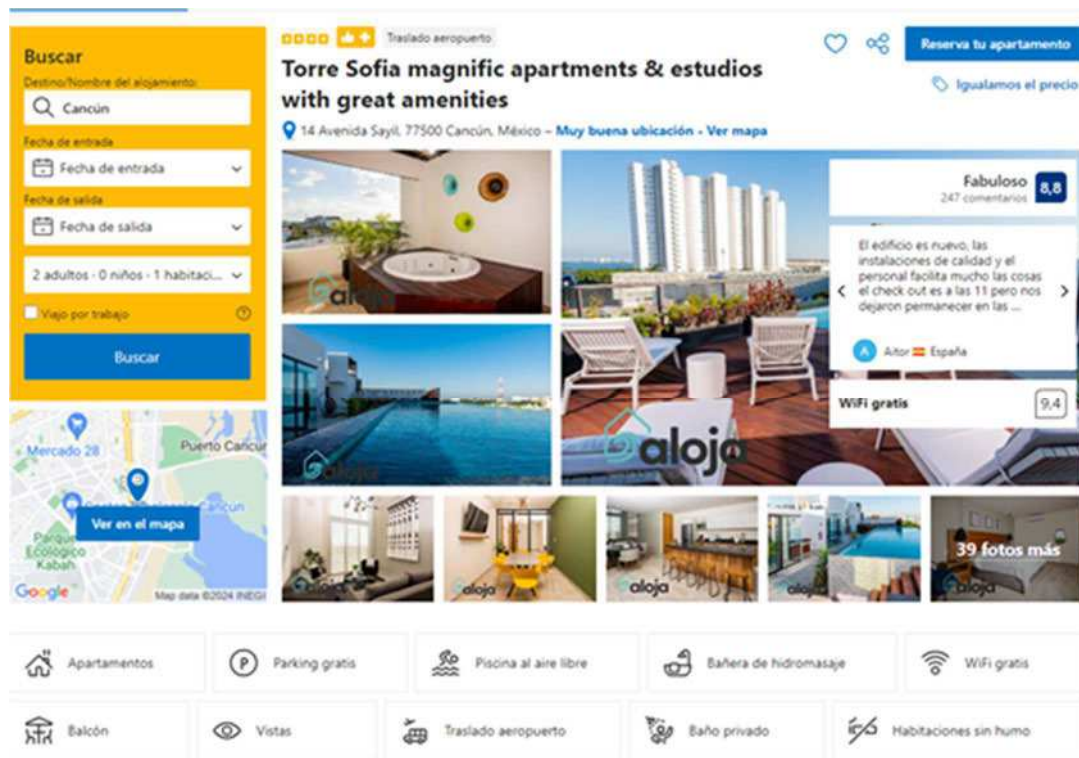 Buscar
Destino/Nombre del alojamiento:
Cancún
Fecha de entrada
Fecha de entrada
Fecha de salida
Fecha de salida
2 adultos · 0 niños · 1 habitaci...
Viajo por trabajo
Buscar
Mercado 28
Puerto Cancun
Cancun
Ver en el mapa
Parque
Ecológico
Kabah
Google
Map data ©2024 INEGI
Traslado aeropuerto
Torre Sofia magnific apartments & estudios
with great amenities
14 Avenida Sayil, 77500 Cancún, México – Muy buena ubicación - Ver mapa
Reserva tu apartamento
Igualamos el precio
aloja
aloja
aloja
Fabuloso 8,8
247 comentarios
El edificio es nuevo, las
instalaciones de calidad y el
personal facilita mucho las cosas
el check out es a las 11 pero nos
dejaron permanecer en las ...
A Aitor España
WiFi gratis 9,4
aloja
aloja
aloja
aloja
39 fotos más
aloja
Apartamentos
P Parking gratis
Piscina al aire libre
Bañera de hidromasaje
WiFi gratis
Balcón
Vistas
Traslado aeropuerto
Baño privado
Habitaciones sin humo